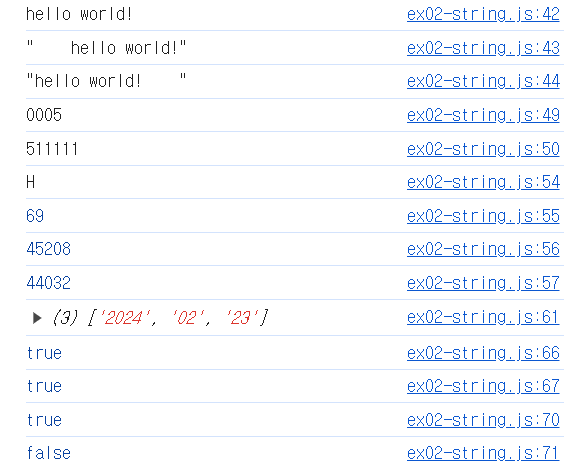 hello world! ex02-string.js:42
"    hello world!" ex02-string.js:43
"hello world!    " ex02-string.js:44
0005 ex02-string.js:49
511111 ex02-string.js:50
H ex02-string.js:54
69 ex02-string.js:55
45208 ex02-string.js:56
44032 ex02-string.js:57
(3) ['2024', '02', '23'] ex02-string.js:61
true ex02-string.js:66
true ex02-string.js:67
true ex02-string.js:70
false ex02-string.js:71